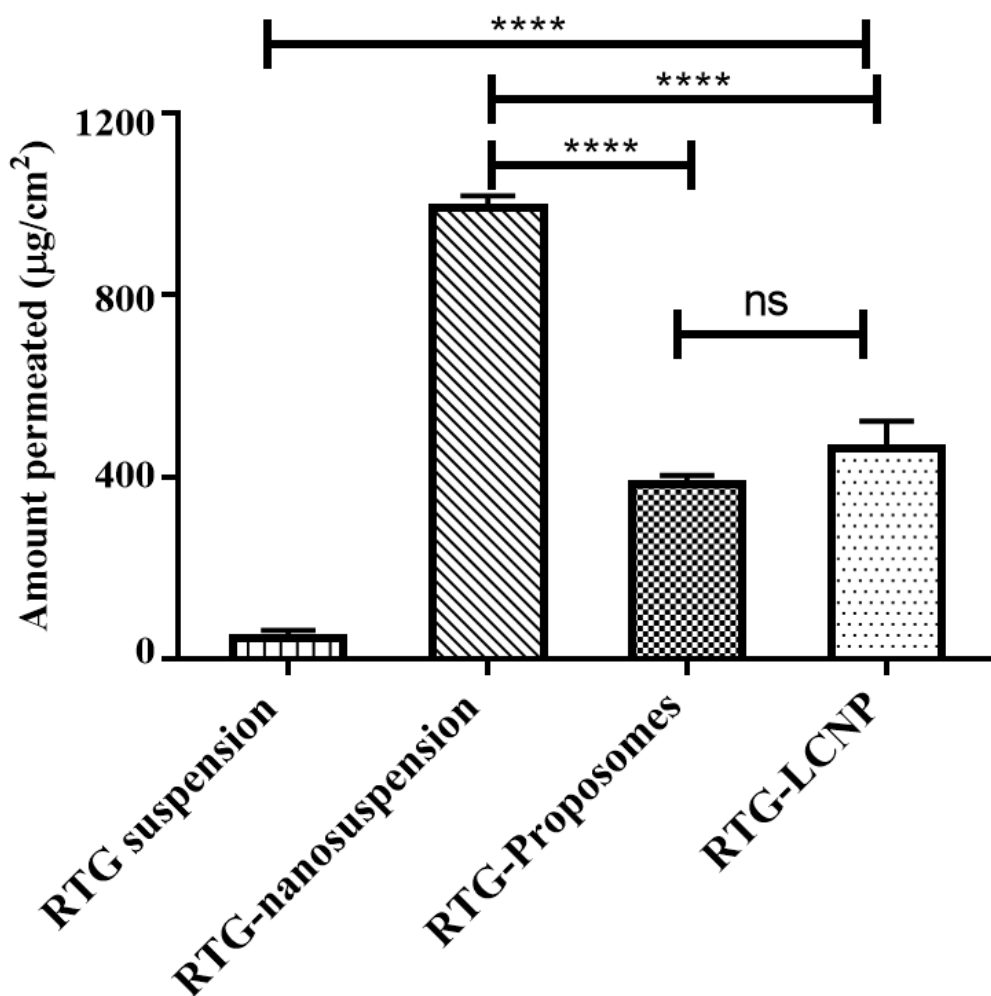 ****
****
****
ns
Amount permeated (µg/cm²)
1200
800
400
0
RTG suspension
RTG-nanosuspension
RTG-Proposomes
RTG-LCNP